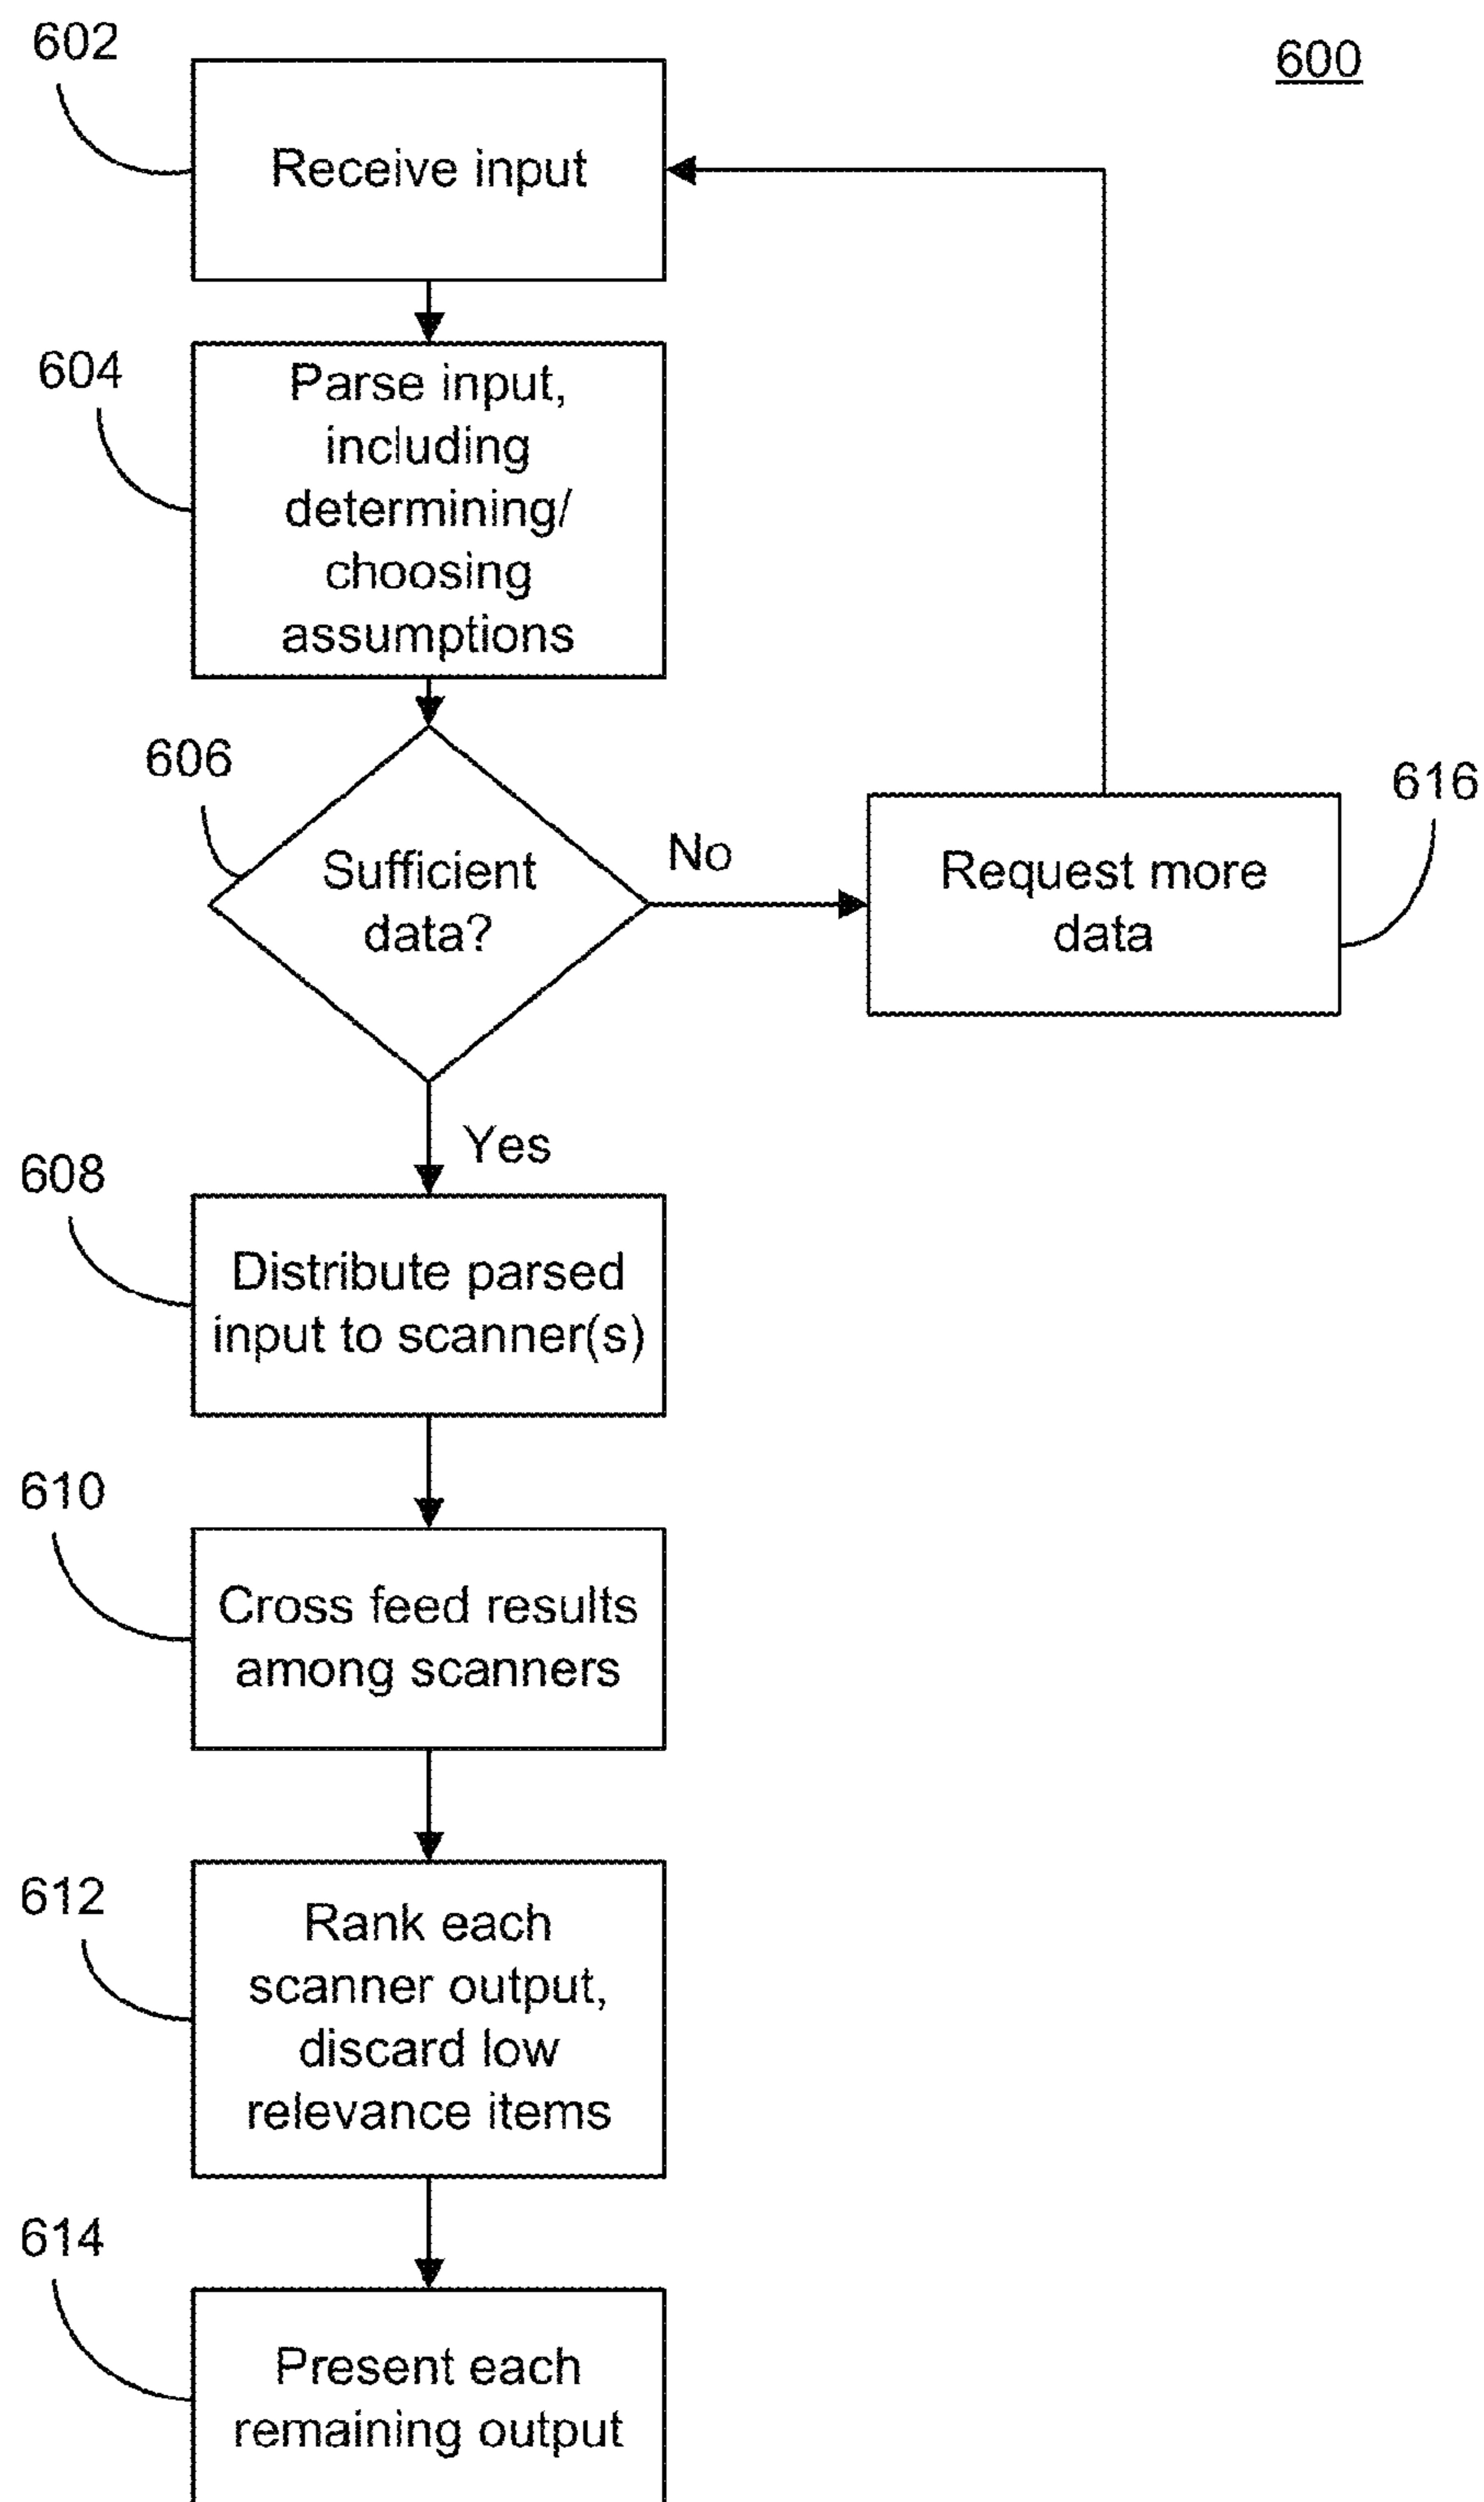 602
600
Receive input
604
Parse input,
including
determining/
choosing
assumptions
606
Sufficient
data?
No
616
Request more
data
Yes
608
Distribute parsed
input to scanner(s)
610
Cross feed results
among scanners
612
Rank each
scanner output,
discard low
relevance items
614
Present each
remaining output